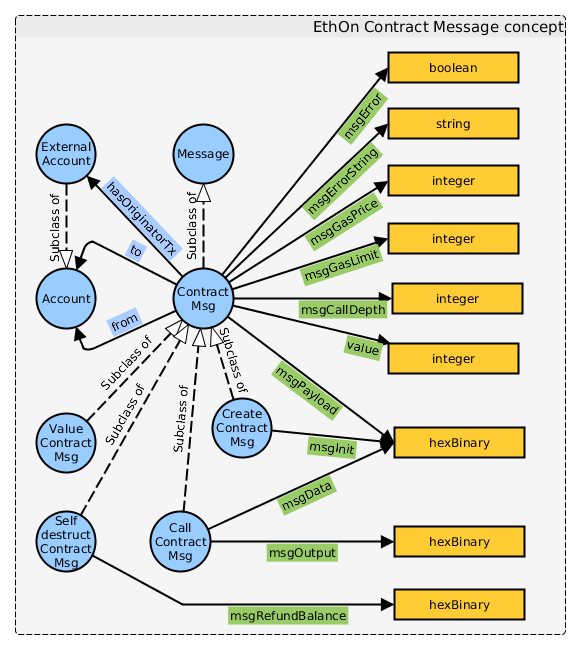 EthOn Contract Message concept
boolean
msgError
string
External
Account
Message
msgErrorString
integer
hasOriginatorTx
Subclass of
Subclass of
msgGasPrice
to
integer
msgGasLimit
Account
Contract
Msg
integer
msgCallDepth
from
value
integer
Subclass of
Subclass of
msgPayload
Subclass of
Subclass of
Value
Contract
Msg
Create
Contract
Msg
msgInit
hexBinary
msgData
Self
destruct
Contract
Msg
Call
Contract
Msg
msgOutput
hexBinary
msgRefundBalance
hexBinary